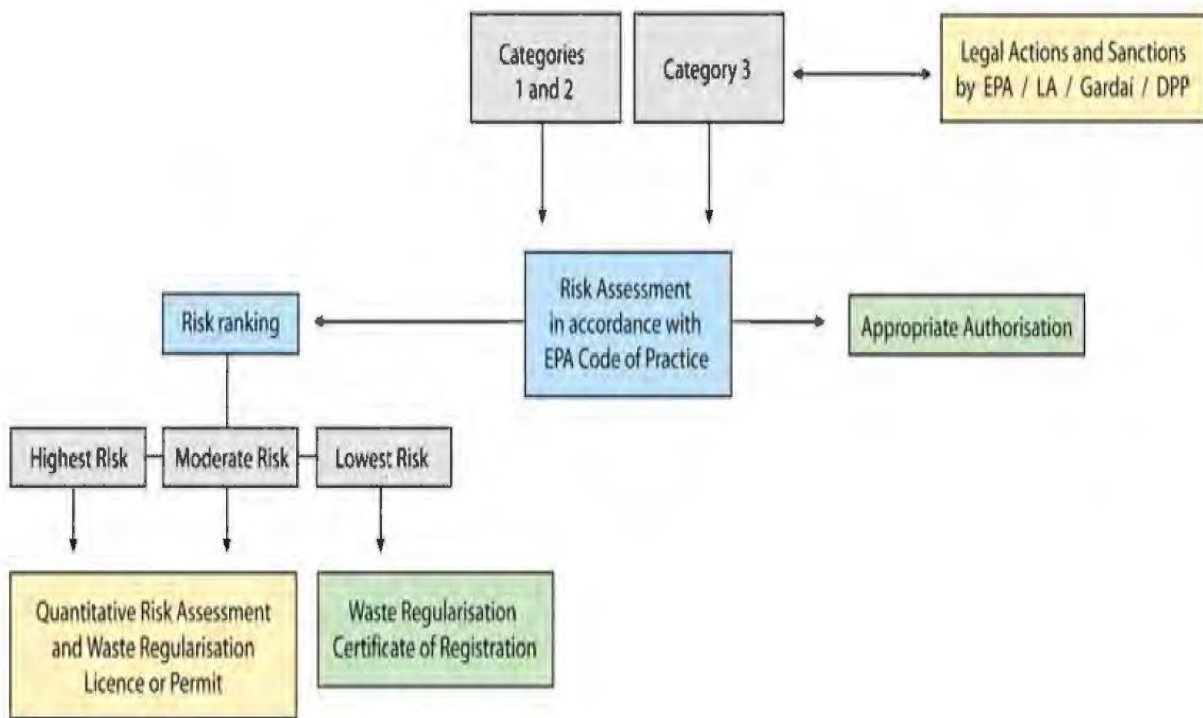 Categories
1 and 2
Category 3
Legal Actions and Sanctions
by EPA / LA / Gardaí / DPP
Risk Assessment
in accordance with
EPA Code of Practice
Risk ranking
Appropriate Authorisation
Highest Risk
Moderate Risk
Lowest Risk
Quantitative Risk Assessment
and Waste Regularisation
Licence or Permit
Waste Regularisation
Certificate of Registration